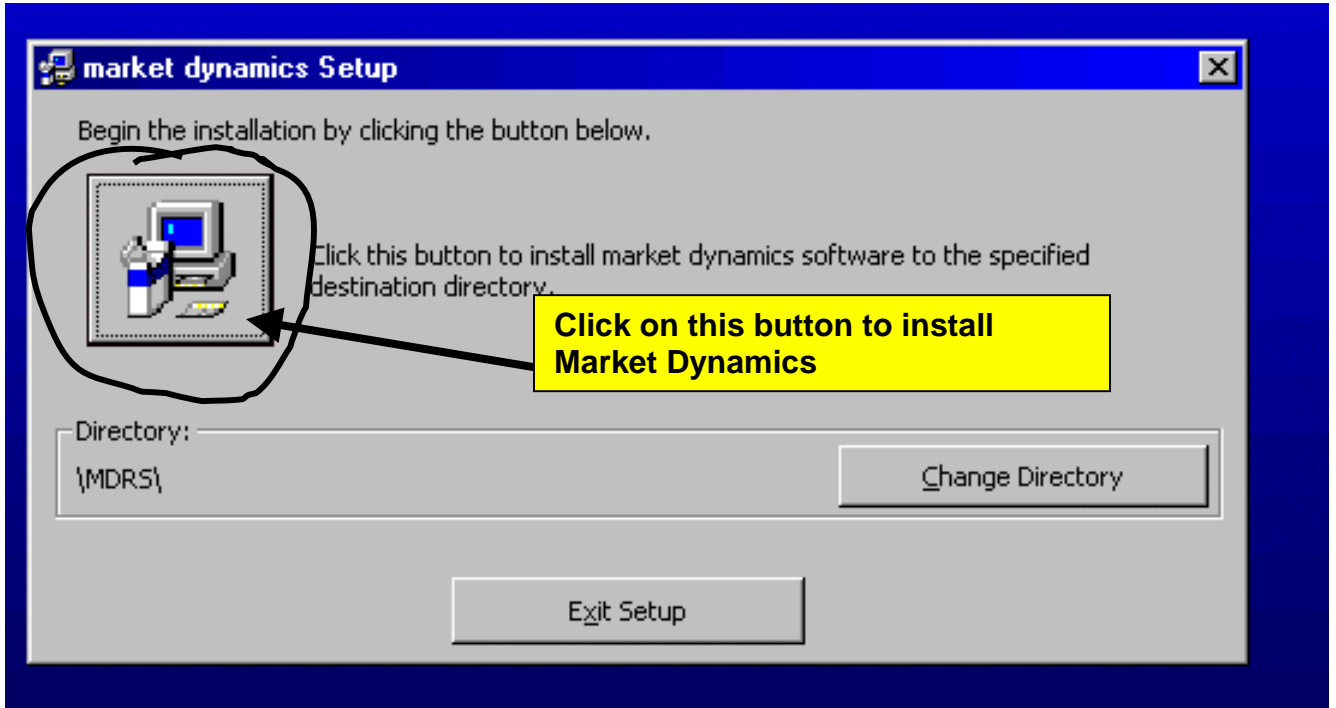 market dynamics Setup
Begin the installation by clicking the button below.
Click this button to install market dynamics software to the specified
destination directory.
Click on this button to install
Market Dynamics
Directory:
\MDRS\
Change Directory
Exit Setup